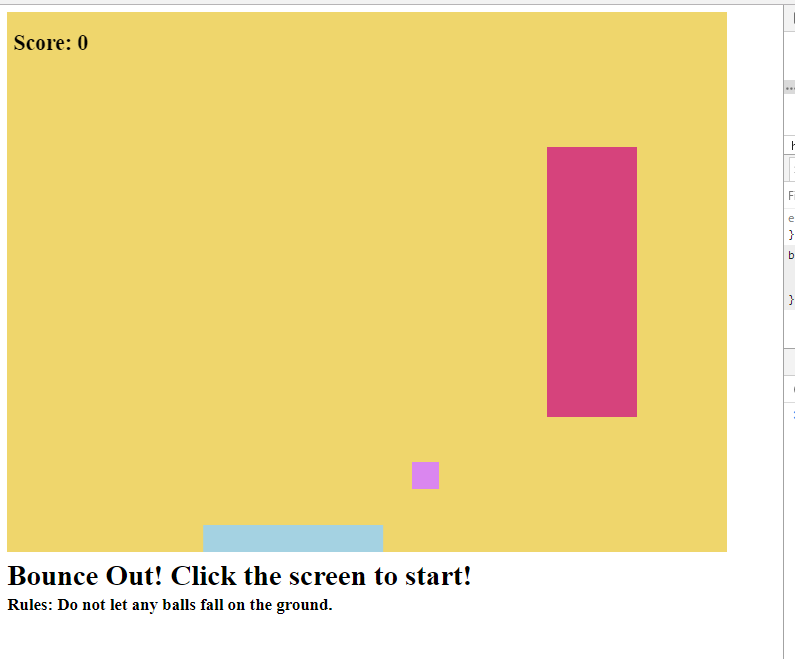 Score: 0
Bounce Out! Click the screen to start!
Rules: Do not let any balls fall on the ground.